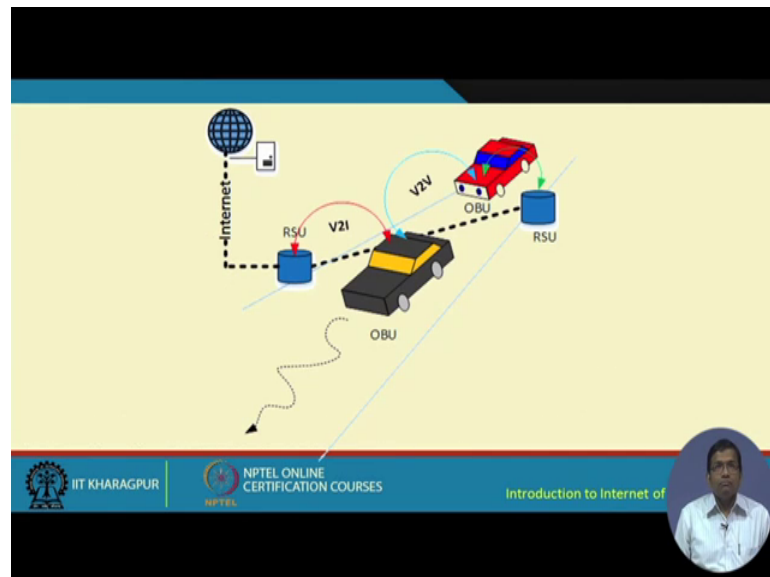 Internet
RSU
V2I
V2V
OBU
RSU
OBU
IIT KHARAGPUR
NPTEL
NPTEL ONLINE
CERTIFICATION COURSES
Introduction to Internet of